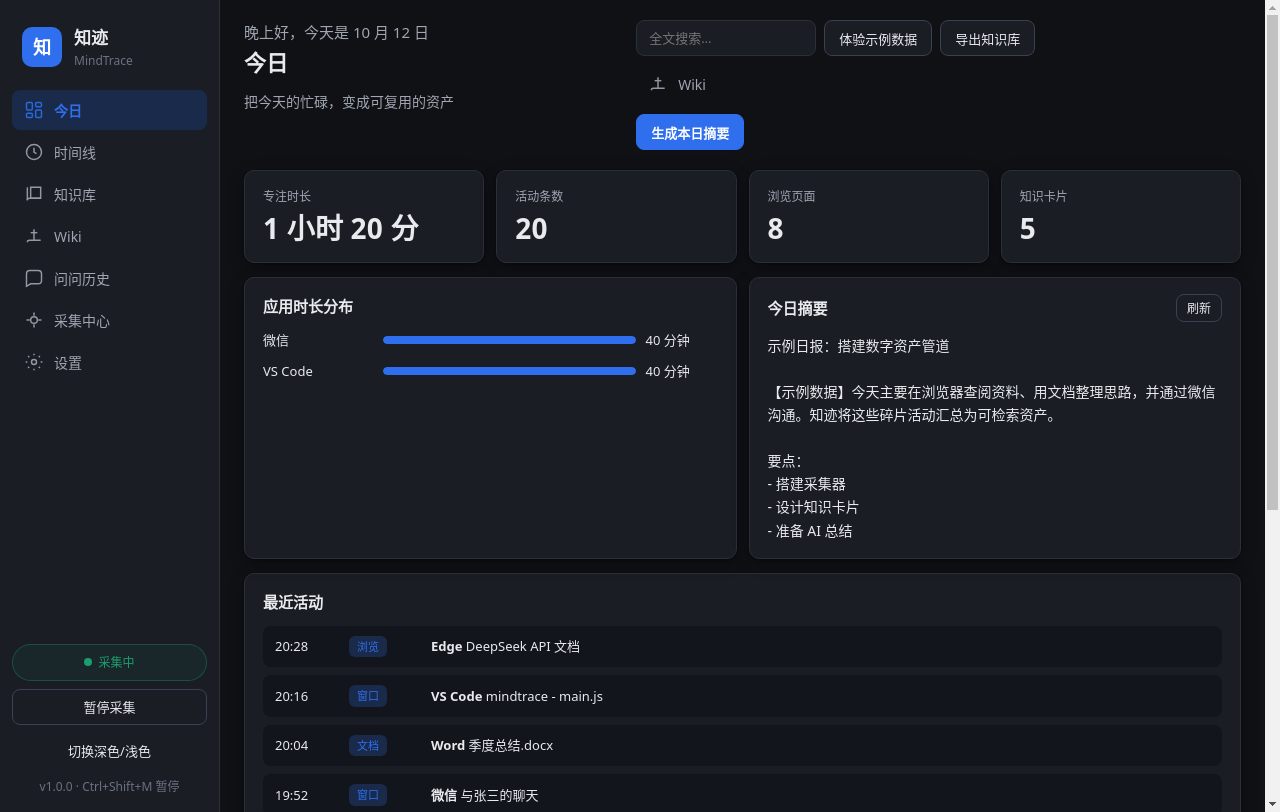 知
知迹
MindTrace
今日
时间线
知识库
Wiki
问问历史
采集中心
设置
采集中
暂停采集
切换深色/浅色
v1.0.0 · Ctrl+Shift+M 暂停
晚上好，今天是 10 月 12 日
今日
把今天的忙碌，变成可复用的资产
全文搜索...
体验示例数据
导出知识库
Wiki
生成本日摘要
专注时长
1 小时 20 分
活动条数
20
浏览页面
8
知识卡片
5
应用时长分布
微信 40 分钟
VS Code 40 分钟
今日摘要
刷新
示例日报：搭建数字资产管道
【示例数据】今天主要在浏览器查阅资料、用文档整理思路，并通过微信
沟通。知迹将这些碎片活动汇总为可检索资产。
要点：
- 搭建采集器
- 设计知识卡片
- 准备 AI 总结
最近活动
20:28 浏览 Edge DeepSeek API 文档
20:16 窗口 VS Code mindtrace - main.js
20:04 文档 Word 季度总结.docx
19:52 窗口 微信 与张三的聊天